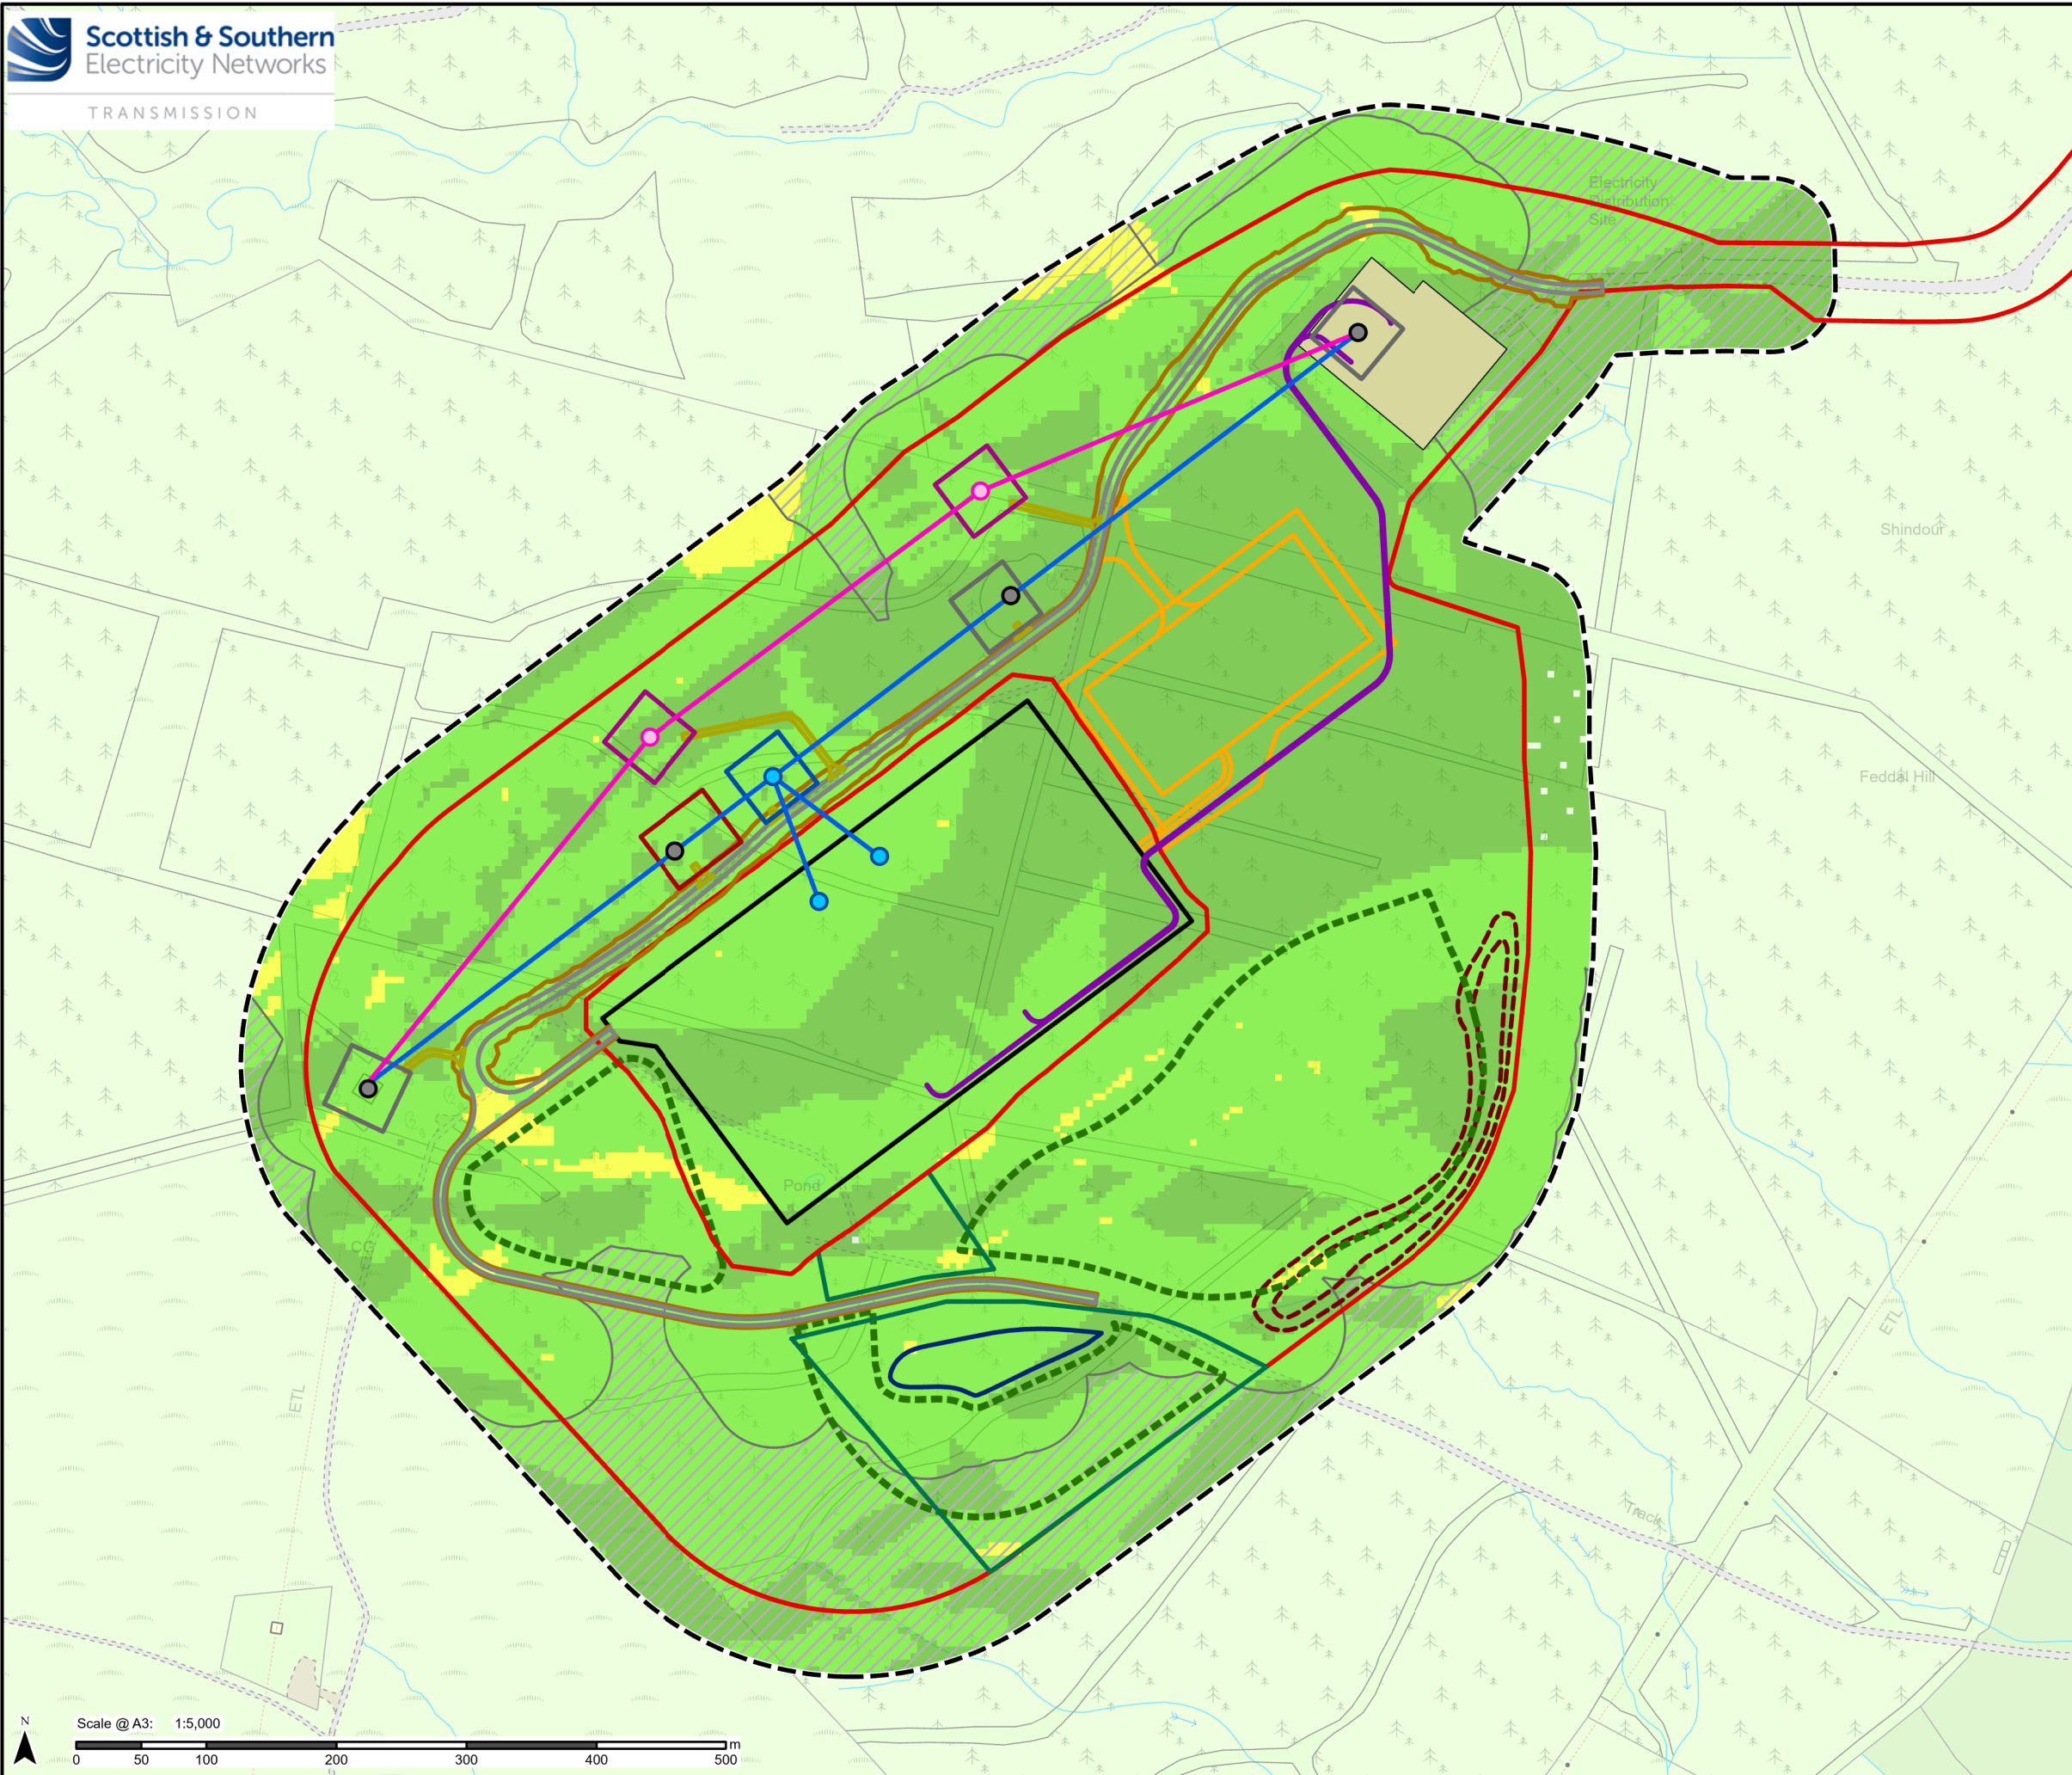 Scottish & Southern
Electricity Networks
TRANSMISSION
Electricity
Distribution
Site
Shindour
Feddal Hill
Pond
CG
ETL
ETL
Track
N
Scale @ A3: 1:5,000
m
0 50 100 200 300 400 500